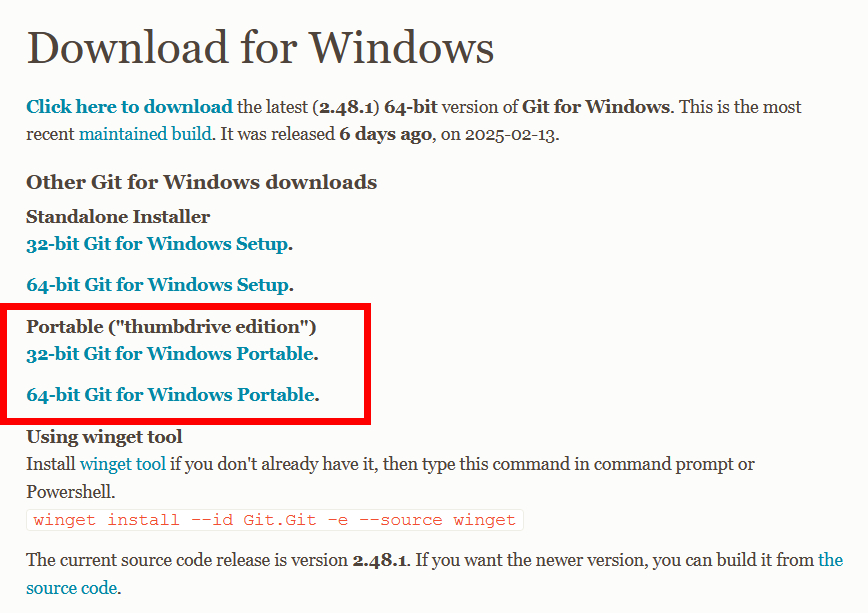 Download for Windows
Click here to download the latest (2.48.1) 64-bit version of Git for Windows. This is the most
recent maintained build. It was released 6 days ago, on 2025-02-13.
Other Git for Windows downloads
Standalone Installer
32-bit Git for Windows Setup.
64-bit Git for Windows Setup.
Portable ("thumbdrive edition")
32-bit Git for Windows Portable.
64-bit Git for Windows Portable.
Using winget tool
Install winget tool if you don't already have it, then type this command in command prompt or
Powershell.
winget install --id Git.Git -e --source winget
The current source code release is version 2.48.1. If you want the newer version, you can build it from the
source code.